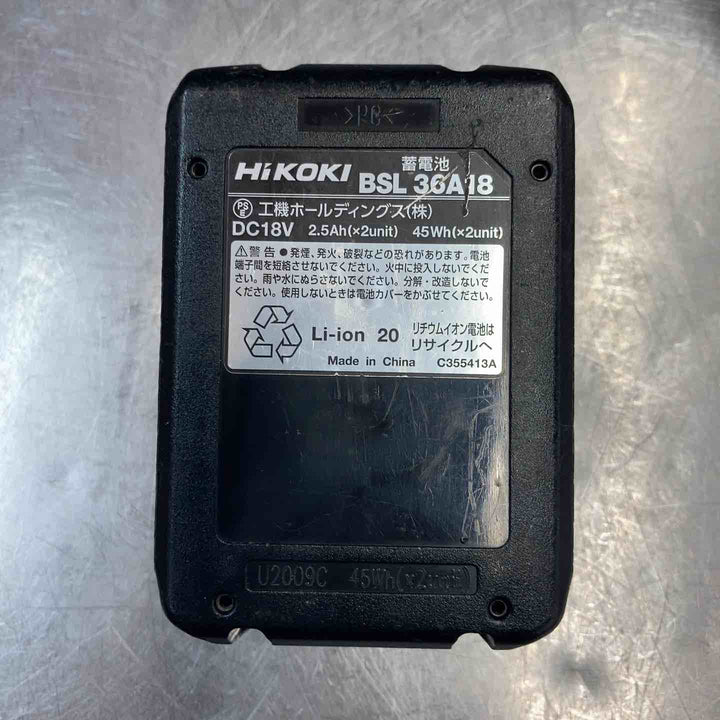 >PC<
HiKOKI 蓄電池 BSL 36A18
PS E 工機ホールディングス(株)
DC18V 2.5Ah(×2unit) 45Wh(×2unit)
⚠警告 ● 発煙、発火、破裂などの恐れがあります。電池
端子間を短絡させないでください。火中に投入しないでくだ
さい。雨や水にぬらさないでください。分解・改造しないで
ください。使用しないときは電池カバーをかぶせてください。
Li-ion 20 リチウムイオン電池は
リサイクルへ
Made in China C355413A
U2009C 45Wh(×2unit)